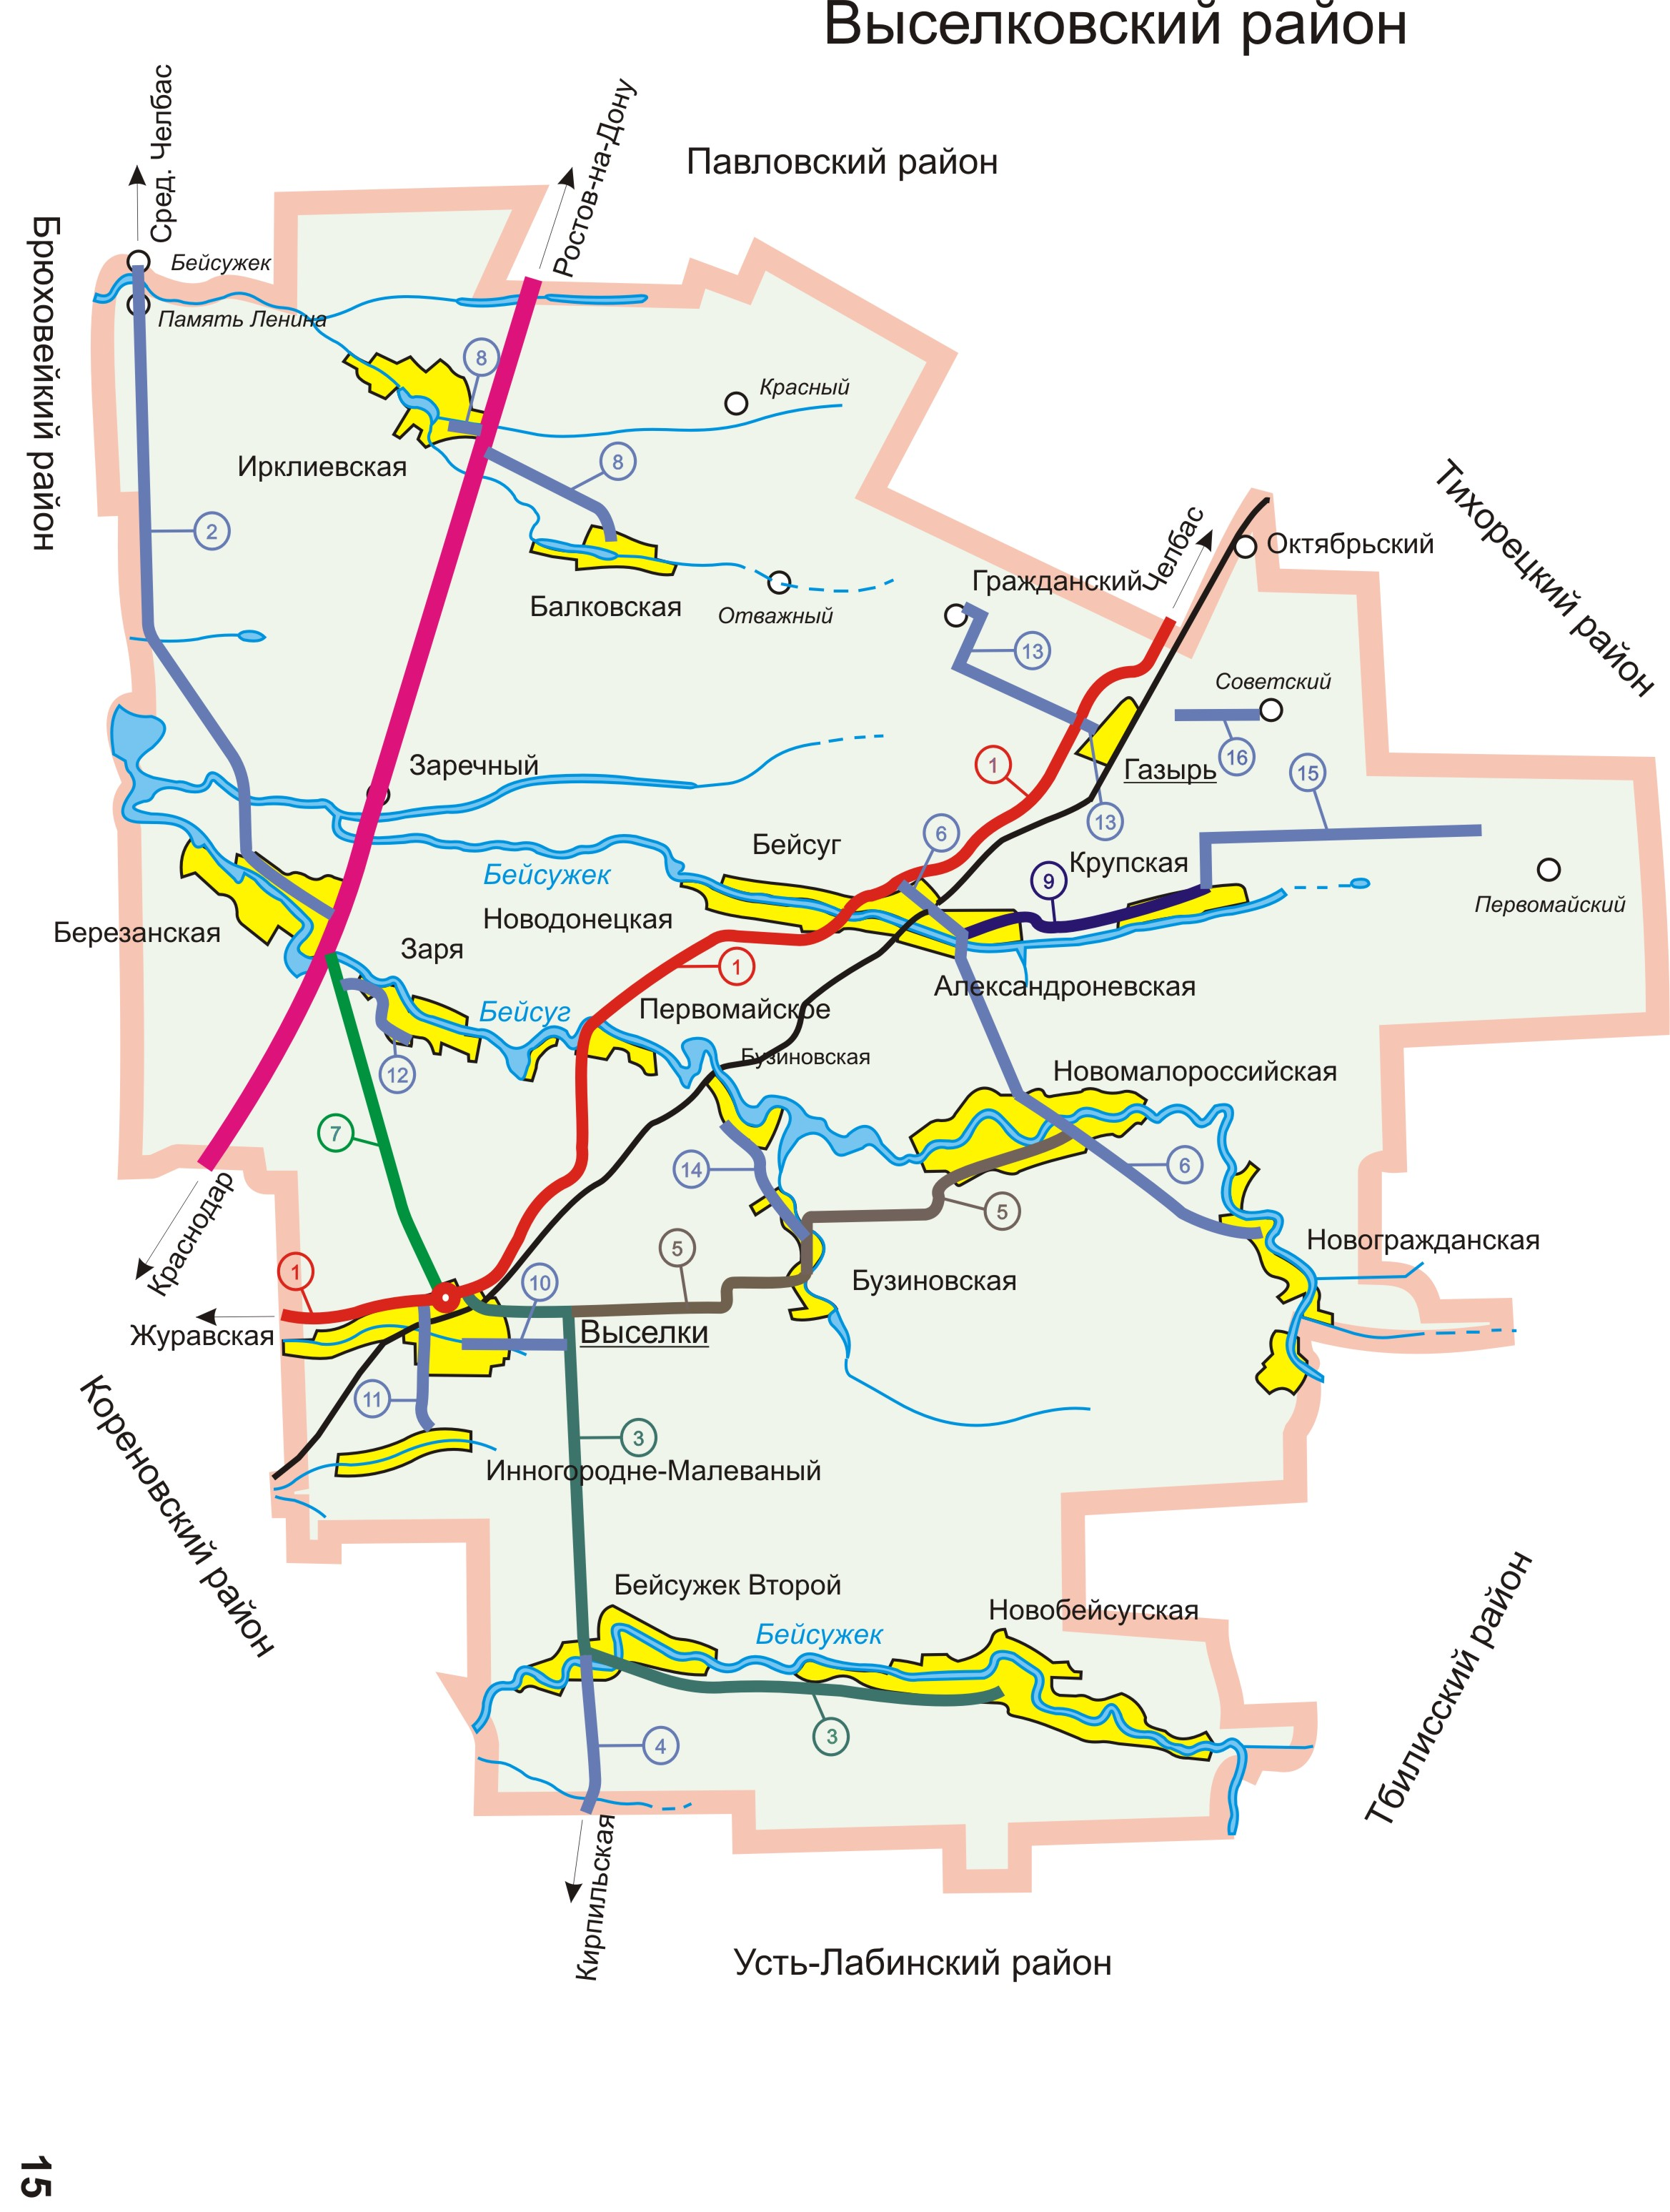 Выселковский район
Павловский район
Сред. Челбас
Ростов-на-Дону
Брюховейкий район
Бейсужек
Память Ленина
8
Красный
Ирклиевская
8
2
Тихорецкий район
Челбас
Октябрьский
Гражданский
Балковская
Отважный
13
Советский
16
Заречный
1
Газырь
15
13
6
Бейсуг
Крупская
9
Бейсужек
Первомайский
Новодонецкая
Березанская
Заря
1
Александроневская
Бейсуг
Первомайское
Бузиновская
12
Новомалороссийская
7
14
6
5
Краснодар
5
Новогражданская
1
10
Бузиновская
Журавская
Выселки
11
3
Кореновский район
Инногородне-Малеваный
Бейсужек Второй
Новобейсугская
Бейсужек
Тбилисский район
3
4
Кирпильская
Усть-Лабинский район
15